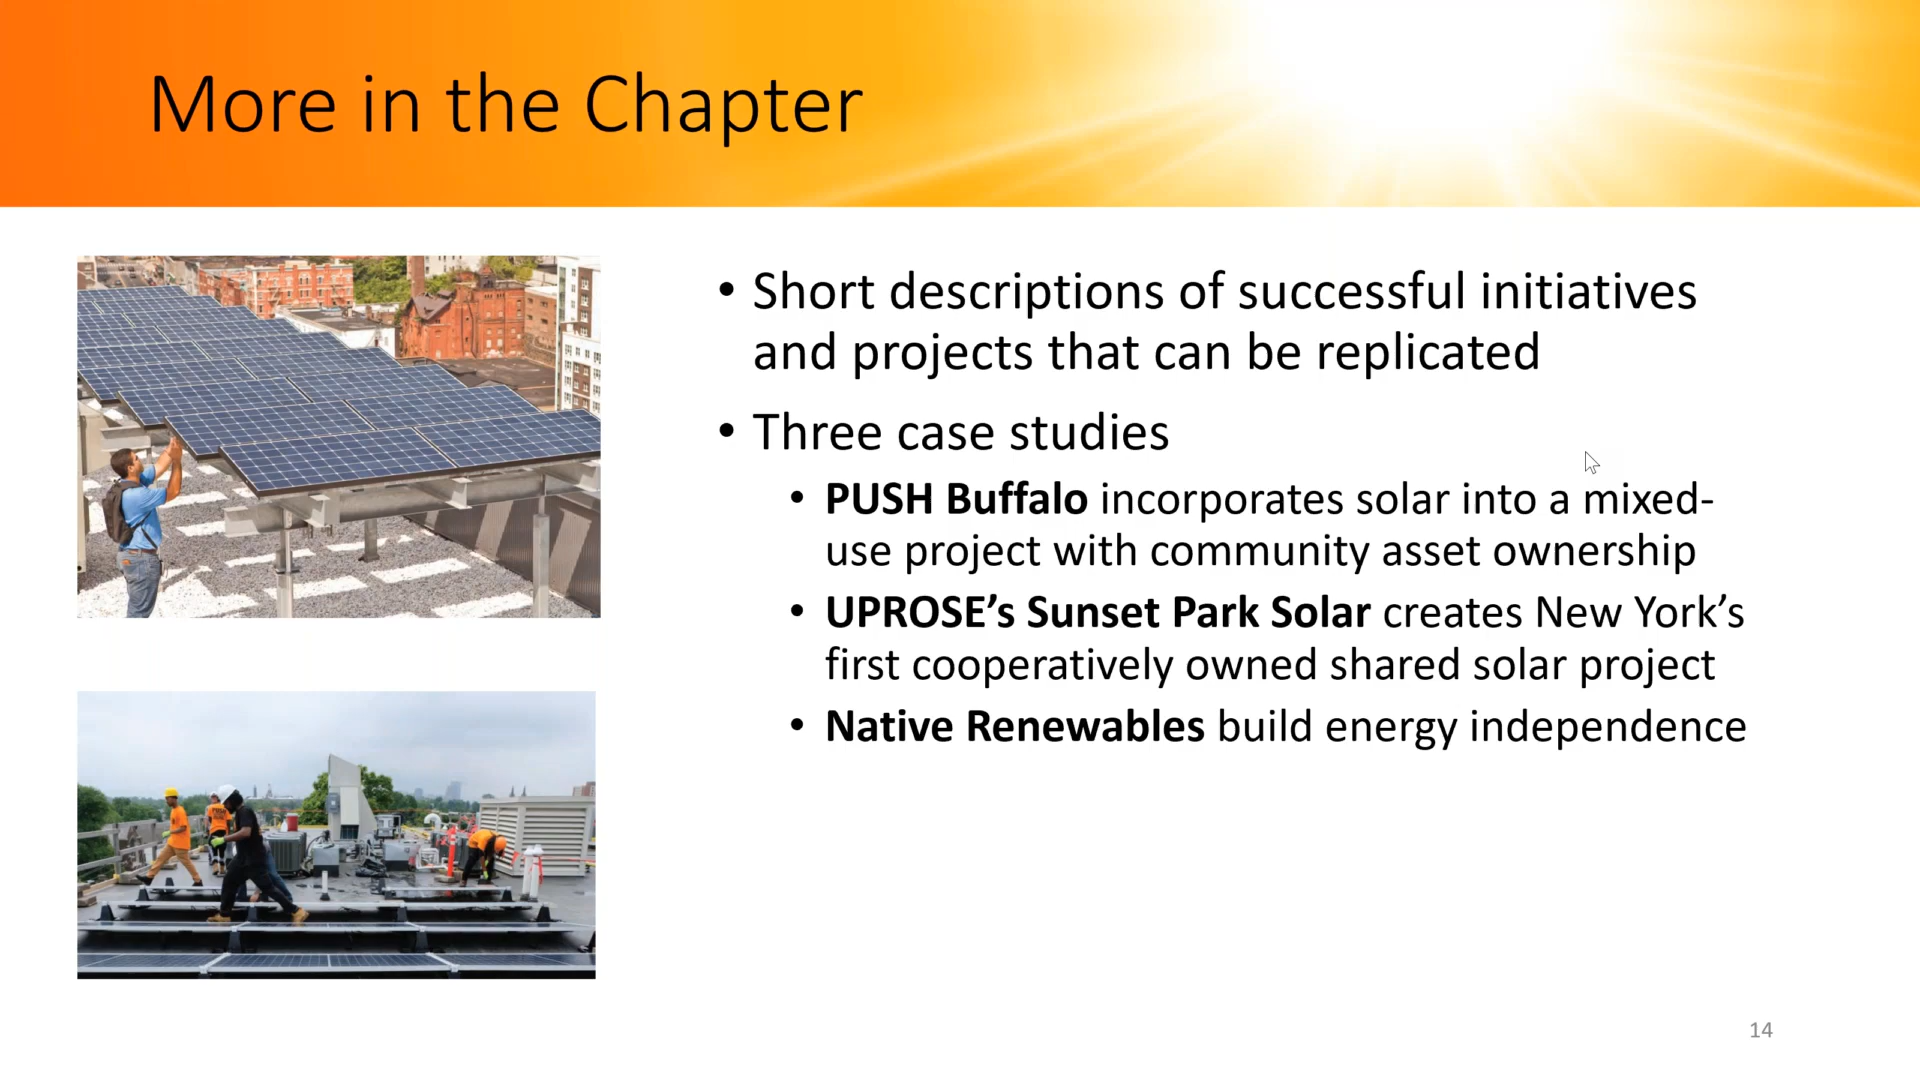 More in the Chapter
• Short descriptions of successful initiatives
and projects that can be replicated
• Three case studies
• PUSH Buffalo incorporates solar into a mixed-
use project with community asset ownership
• UPROSE’s Sunset Park Solar creates New York’s
first cooperatively owned shared solar project
• Native Renewables build energy independence
14